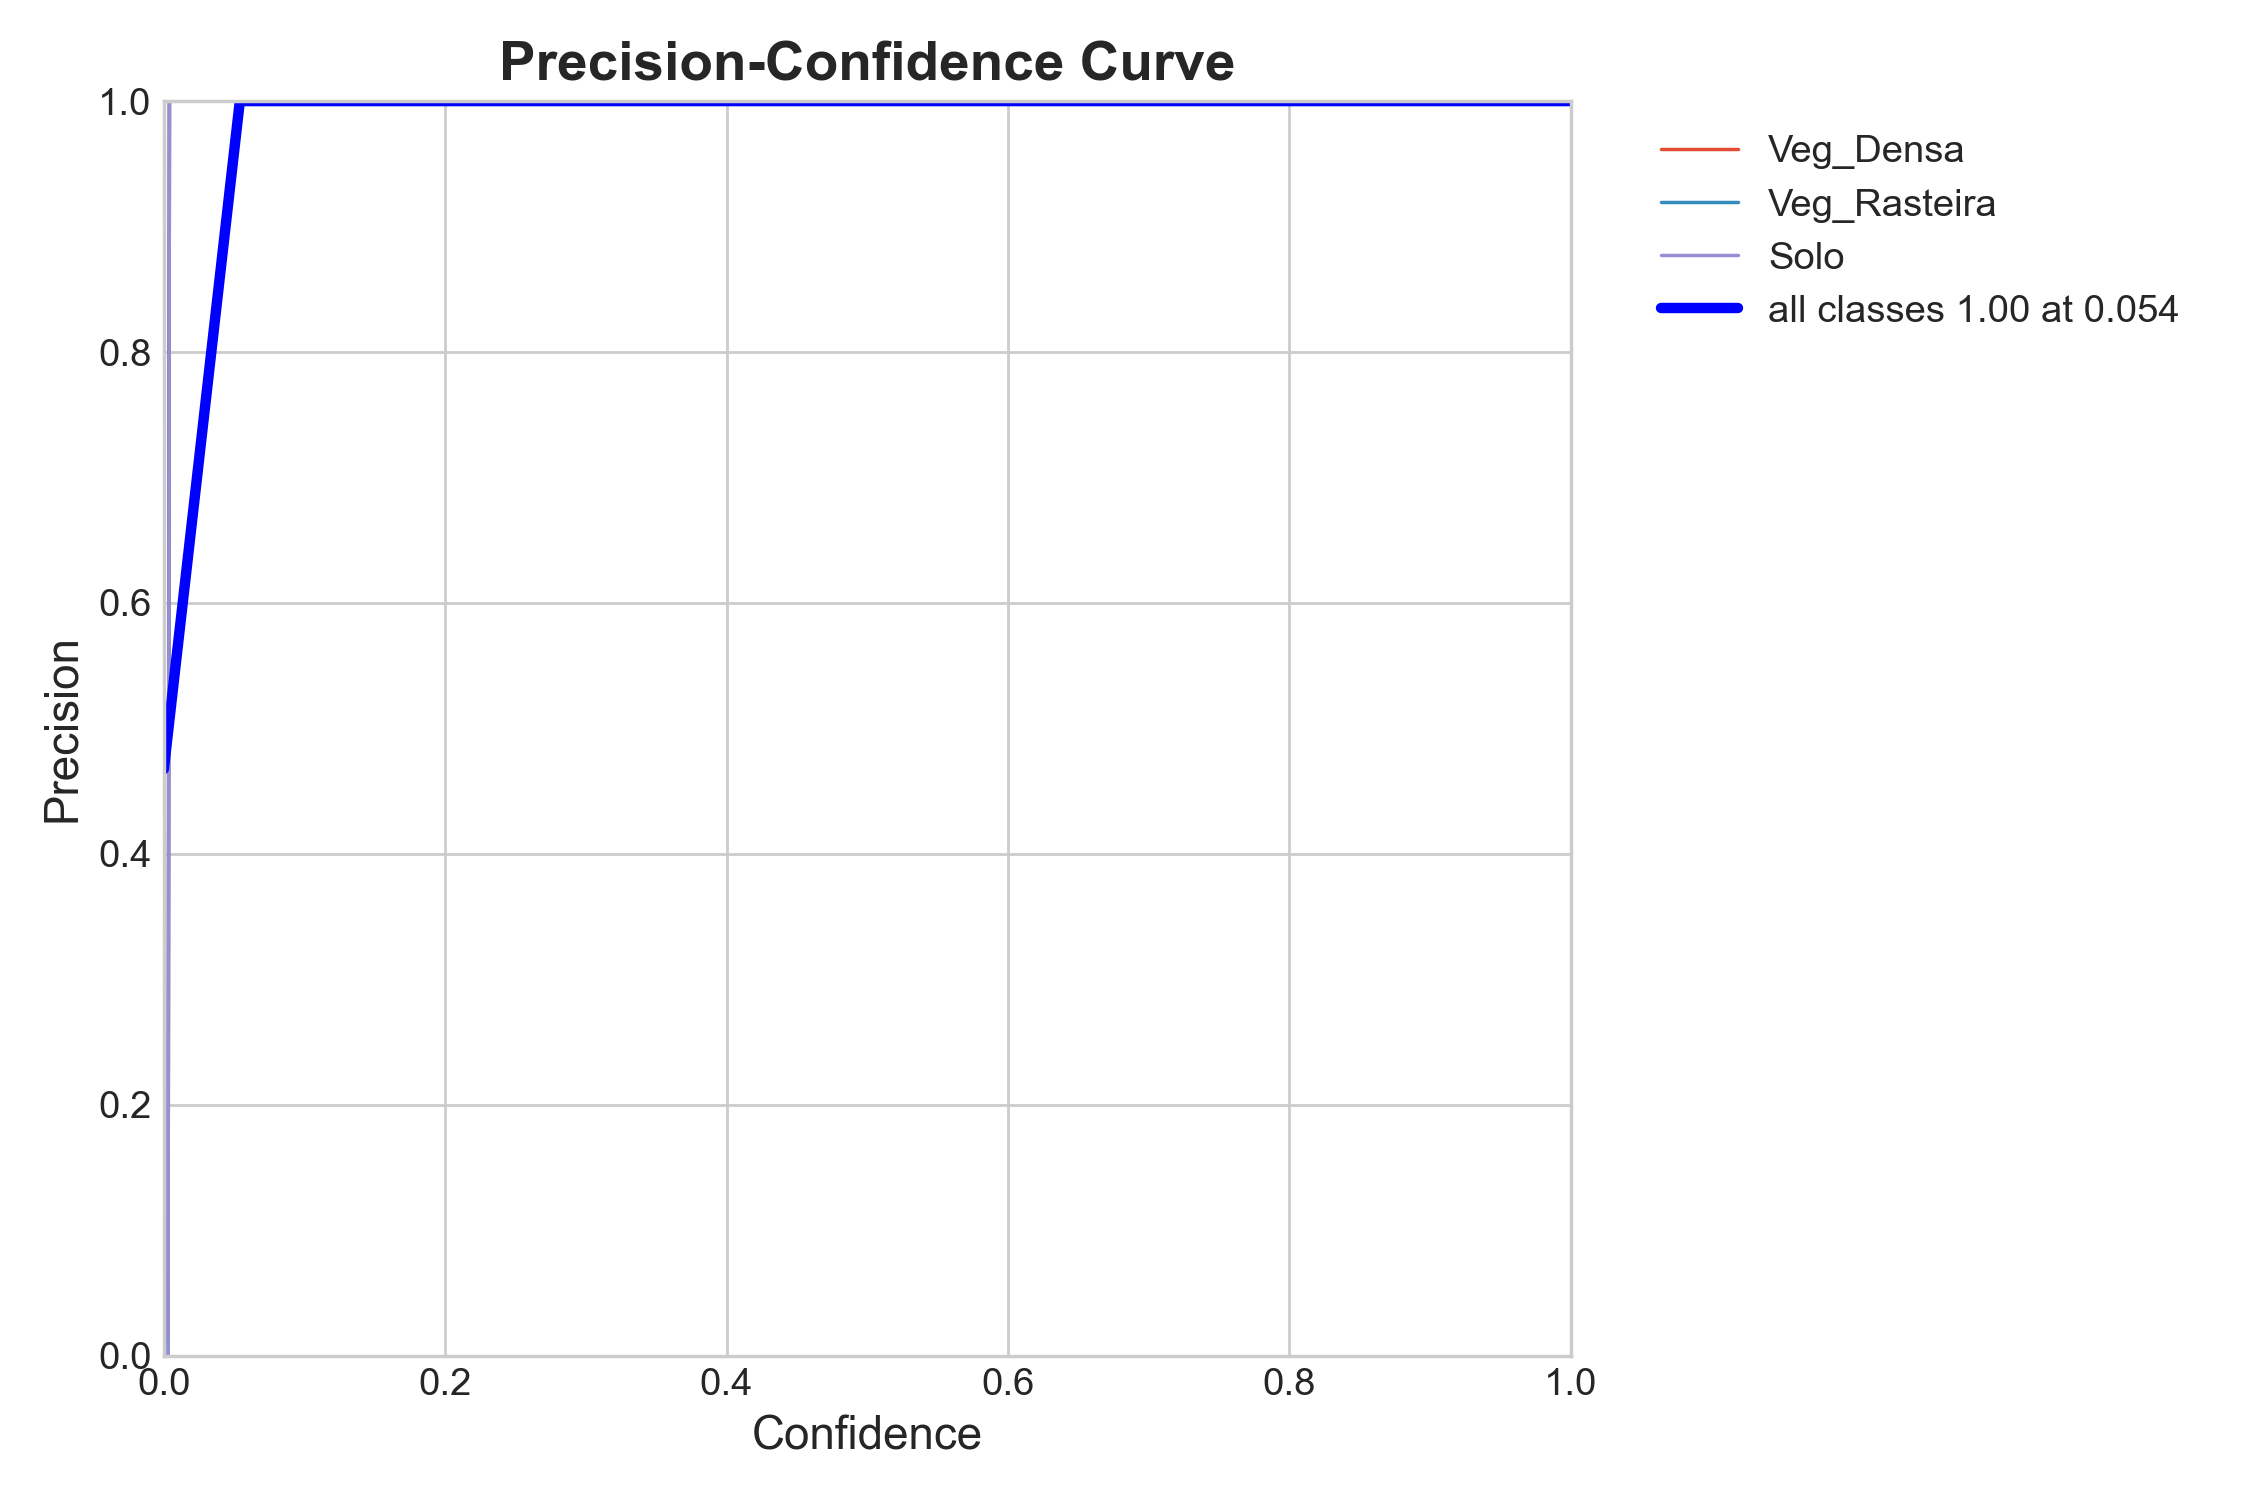 Precision-Confidence Curve
1.0
0.8
0.6
0.4
0.2
0.0
Precision
0.0 0.2 0.4 0.6 0.8 1.0
Confidence
Veg_Densa
Veg_Rasteira
Solo
all classes 1.00 at 0.054